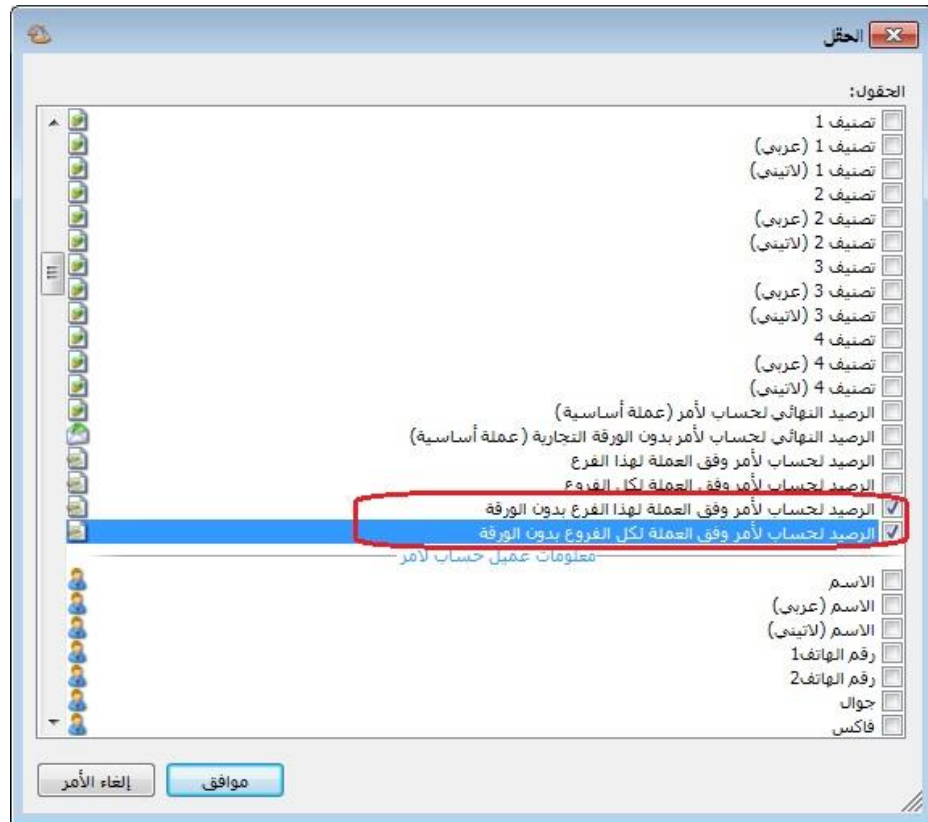 الحقل
الحقول:
تصنيف 1
تصنيف 1 (عربي)
تصنيف 1 (لاتيني)
تصنيف 2
تصنيف 2 (عربي)
تصنيف 2 (لاتيني)
تصنيف 3
تصنيف 3 (عربي)
تصنيف 3 (لاتيني)
تصنيف 4
تصنيف 4 (عربي)
تصنيف 4 (لاتيني)
الرصيد النهائي لحساب لأمر (عملة أساسية)
الرصيد النهائي لحساب لأمر بدون الورقة التجارية (عملة أساسية)
الرصيد لحساب لأمر وفق العملة لهذا الفرع
الرصيد لحساب لأمر وفق العملة لكل الفروع
الرصيد لحساب لأمر وفق العملة لهذا الفرع بدون الورقة
الرصيد لحساب لأمر وفق العملة لكل الفروع بدون الورقة
معلومات عميل حساب لأمر
الاسم
الاسم (عربي)
الاسم (لاتيني)
رقم الهاتف1
رقم الهاتف2
جوال
فاكس
موافق
إلغاء الأمر